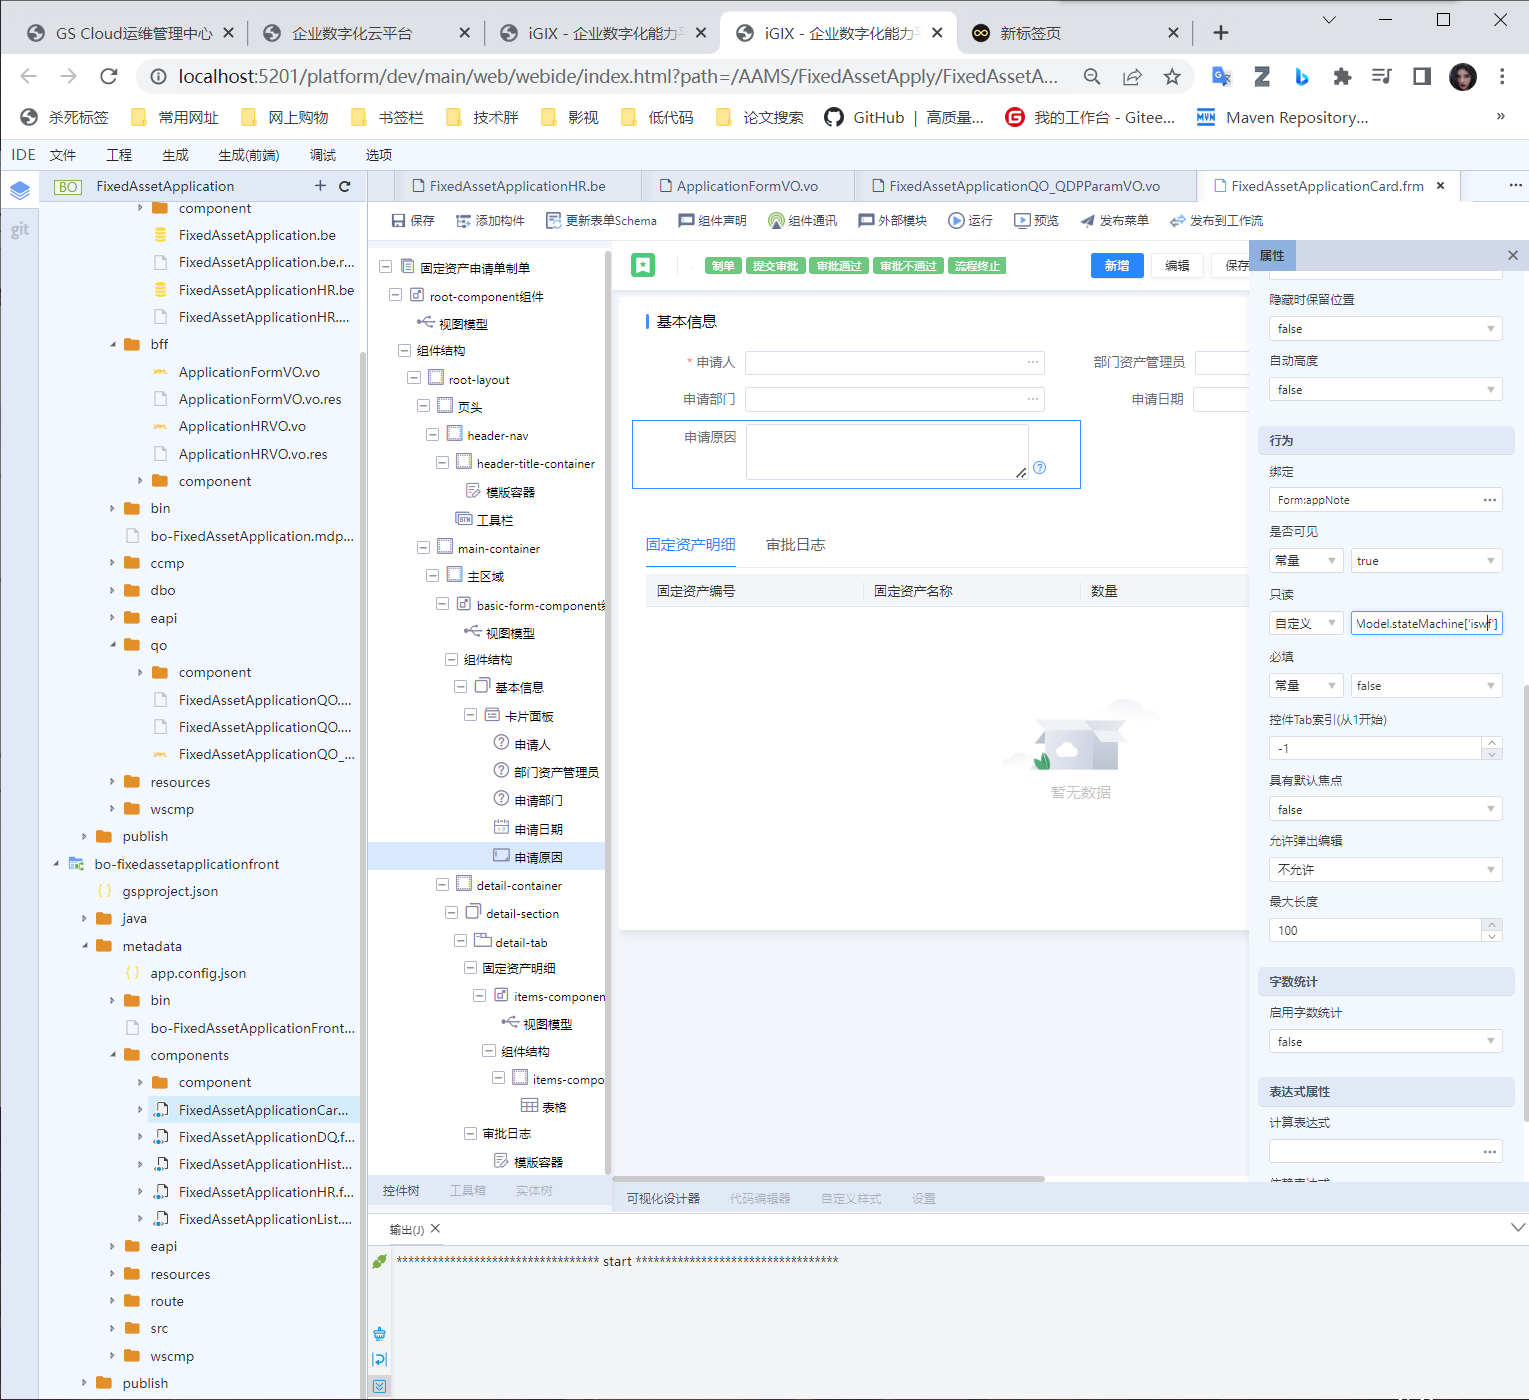 GS Cloud运维管理中心
企业数字化云平台
iGIX - 企业数字化能力
iGIX - 企业数字化能力
新标签页
localhost:5201/platform/dev/main/web/webide/index.html?path=/AAMS/FixedAssetApply/FixedAssetA...
杀死标签
常用网址
网上购物
书签栏
技术胖
影视
低代码
论文搜索
GitHub | 高质量...
我的工作台 - Gitee...
Maven Repository...
»
IDE
文件
工程
生成
生成(前端)
调试
选项
BO
FixedAssetApplication
git
component
FixedAssetApplication.be
FixedAssetApplication.be.r...
FixedAssetApplicationHR.be
FixedAssetApplicationHR....
bff
ApplicationFormVO.vo
ApplicationFormVO.vo.res
ApplicationHRVO.vo
ApplicationHRVO.vo.res
component
bin
bo-FixedAssetApplication.mdp...
ccmp
dbo
eapi
qo
component
FixedAssetApplicationQO....
FixedAssetApplicationQO....
FixedAssetApplicationQO_...
resources
wscmp
publish
bo-fixedassetapplicationfront
gspproject.json
java
metadata
app.config.json
bin
bo-FixedAssetApplicationFront...
components
component
FixedAssetApplicationCar...
FixedAssetApplicationDQ.f...
FixedAssetApplicationHist...
FixedAssetApplicationHR.f...
FixedAssetApplicationList....
eapi
resources
route
src
wscmp
publish
FixedAssetApplicationHR.be
ApplicationFormVO.vo
FixedAssetApplicationQO_QDPParamVO.vo
FixedAssetApplicationCard.frm
保存
添加构件
更新表单Schema
组件声明
组件通讯
外部模块
运行
预览
发布菜单
发布到工作流
固定资产申请单制单
root-component组件
视图模型
组件结构
root-layout
页头
header-nav
header-title-container
模版容器
工具栏
main-container
主区域
basic-form-component
视图模型
组件结构
基本信息
卡片面板
申请人
部门资产管理员
申请部门
申请日期
申请原因
detail-container
detail-section
detail-tab
固定资产明细
items-componen
视图模型
组件结构
items-compo
表格
审批日志
模版容器
控件树
工具箱
实体树
制单
提交审批
审批通过
审批不通过
流程终止
新增
编辑
保存
基本信息
* 申请人
部门资产管理员
申请部门
申请日期
申请原因
固定资产明细
审批日志
固定资产编号
固定资产名称
数量
暂无数据
可视化设计器
代码编辑器
自定义样式
设置
属性
隐藏时保留位置
false
自动高度
false
行为
绑定
Form:appNote
是否可见
常量
true
只读
自定义
Model.stateMachine['iswf']
必填
常量
false
控件Tab索引(从1开始)
-1
具有默认焦点
false
允许弹出编辑
不允许
最大长度
100
字数统计
启用字数统计
false
表达式属性
计算表达式
输出(J)
********************************** start **********************************